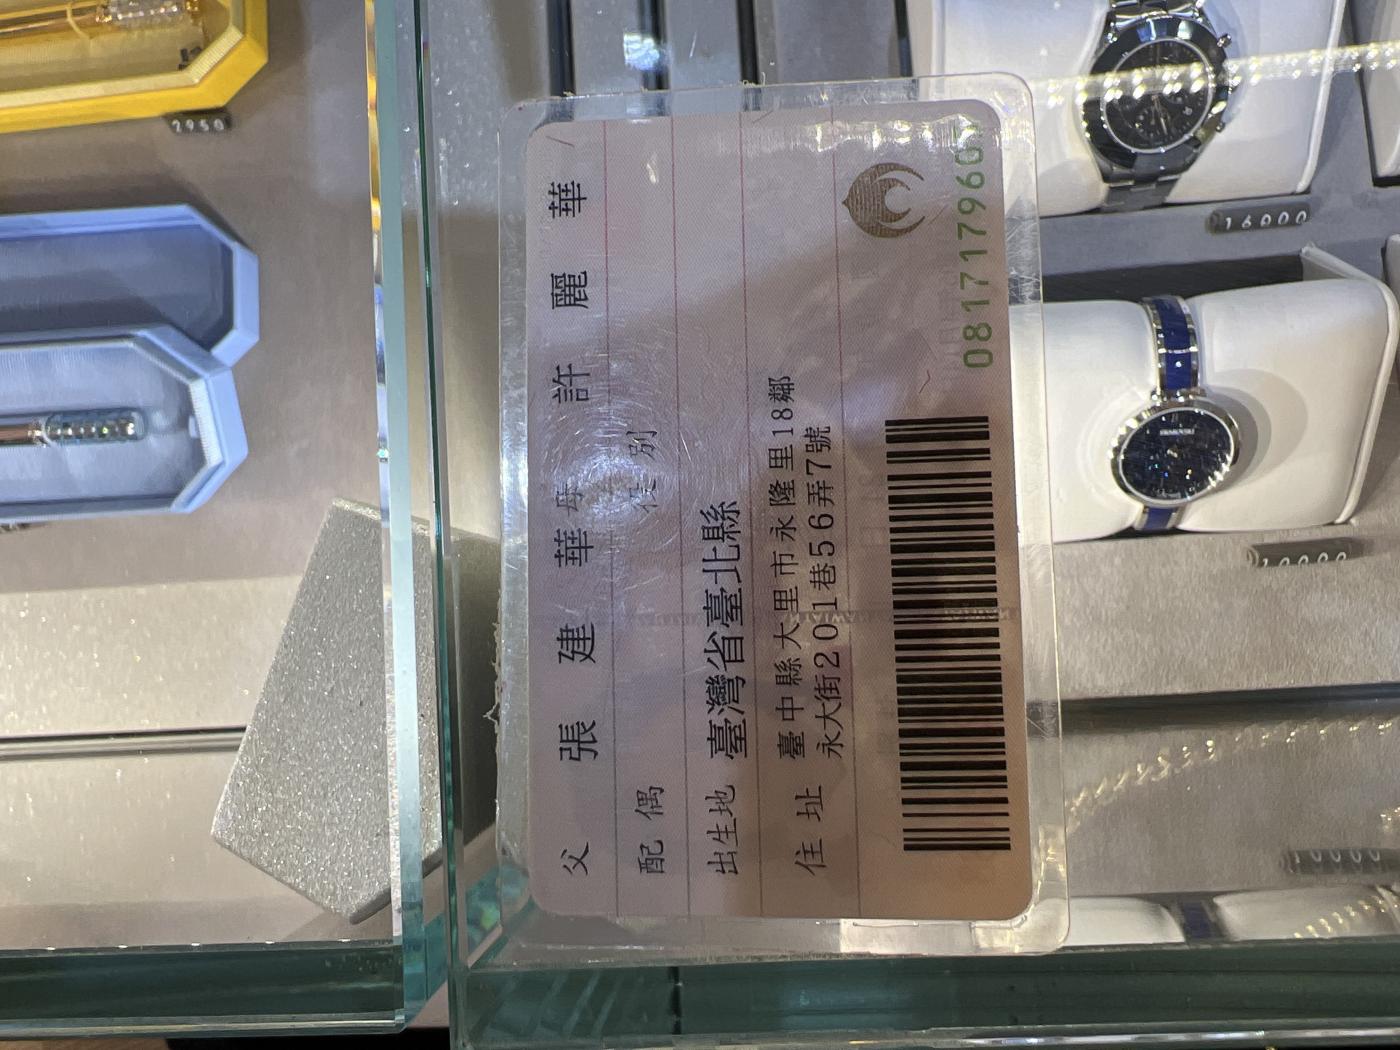 父 張 建 華 母 許 麗 華
配偶 役別
出生地 臺灣省臺北縣
住址 臺中縣大里市永隆里18鄰
永大街201巷56弄7號
081717960
2950
16000
SWAROVSKI